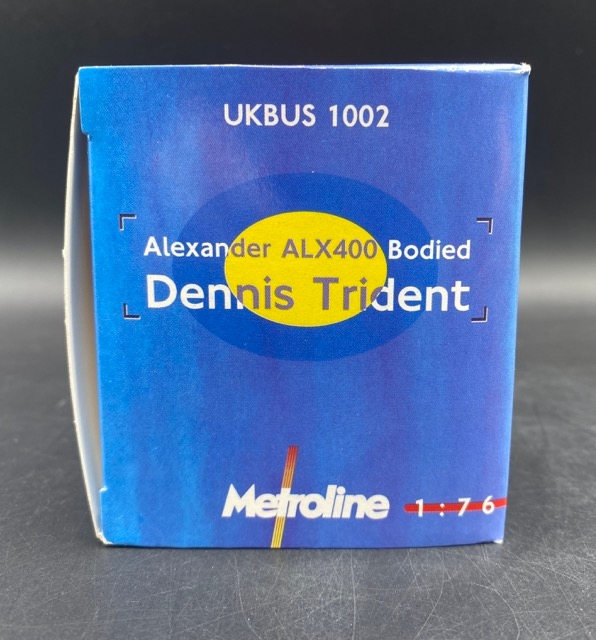 UKBUS 1002
Alexander ALX400 Bodied
Dennis Trident
Metroline
1:76